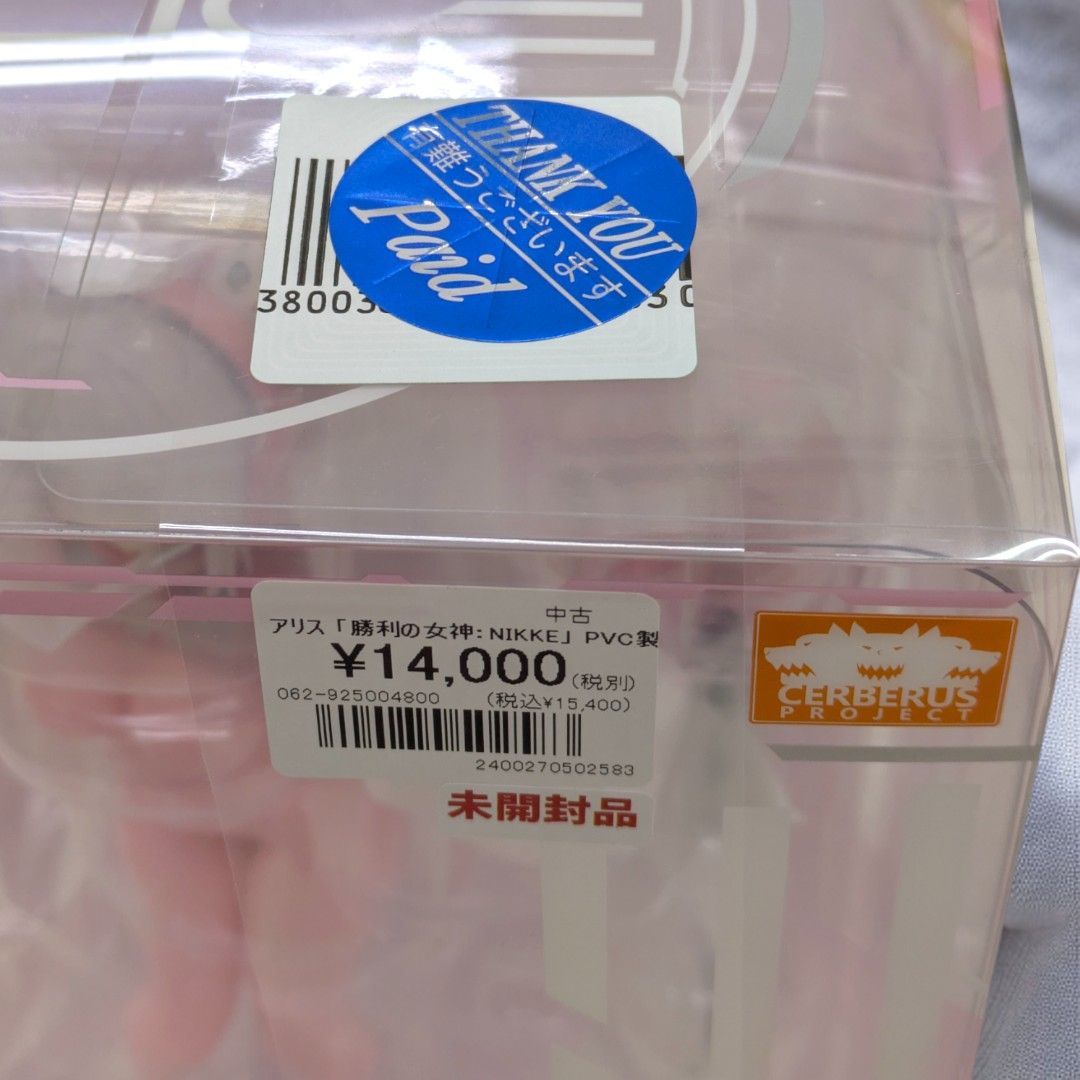 THANK YOU
有難うございます
Paid
38003
30
中古
アリス「勝利の女神：NIKKE」PVC製
¥14,000(税別)
062-925004800 (税込¥15,400)
2400270502583
未開封品
CERBERUS
PROJECT